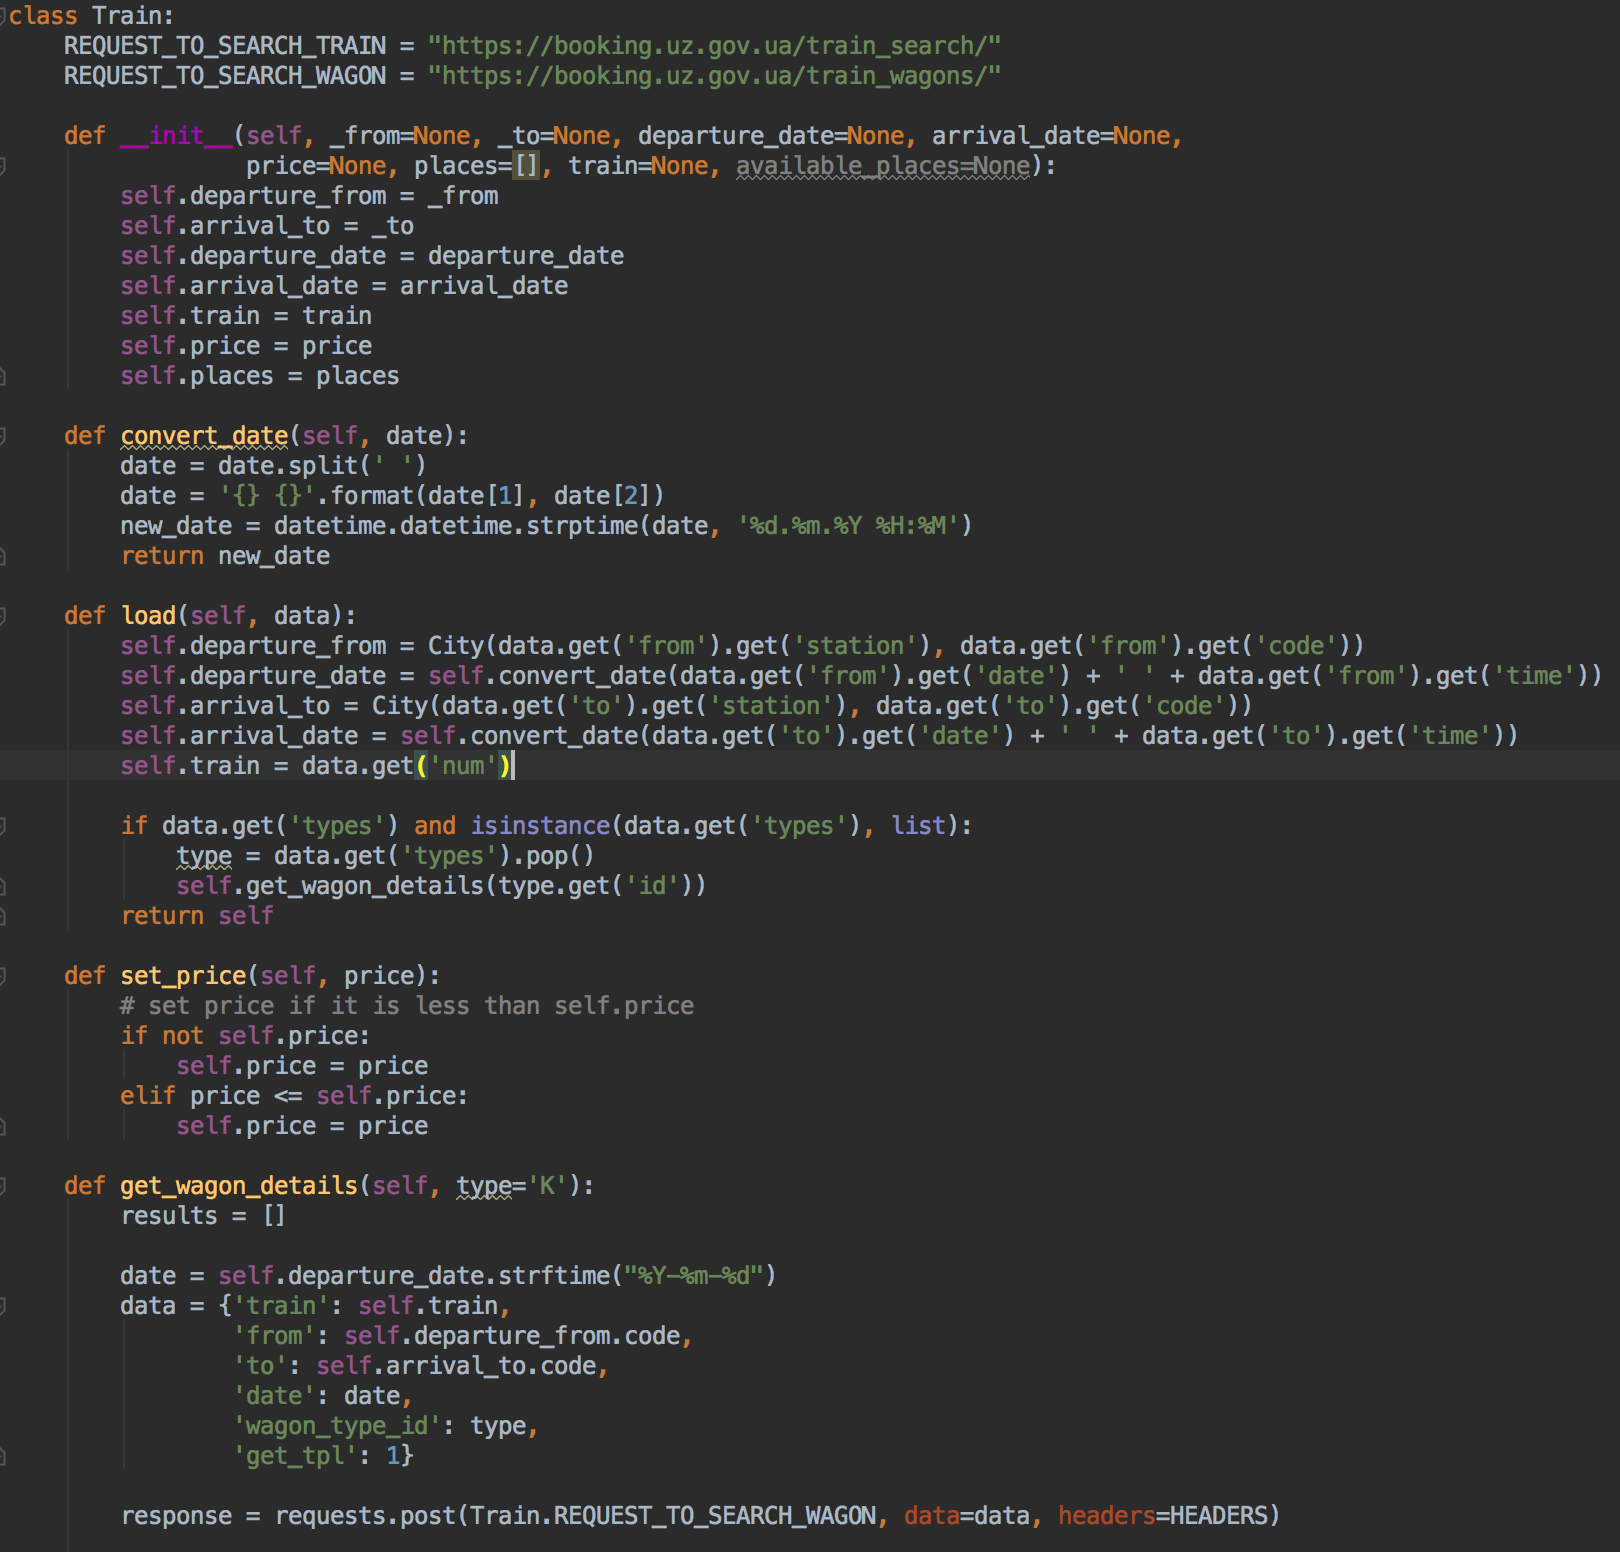 class Train:
    REQUEST_TO_SEARCH_TRAIN = "https://booking.uz.gov.ua/train_search/"
    REQUEST_TO_SEARCH_WAGON = "https://booking.uz.gov.ua/train_wagons/"

    def __init__(self, _from=None, _to=None, departure_date=None, arrival_date=None,
                 price=None, places=[], train=None, available_places=None):
        self.departure_from = _from
        self.arrival_to = _to
        self.departure_date = departure_date
        self.arrival_date = arrival_date
        self.train = train
        self.price = price
        self.places = places

    def convert_date(self, date):
        date = date.split(' ')
        date = '{} {}'.format(date[1], date[2])
        new_date = datetime.datetime.strptime(date, '%d.%m.%Y %H:%M')
        return new_date

    def load(self, data):
        self.departure_from = City(data.get('from').get('station'), data.get('from').get('code'))
        self.departure_date = self.convert_date(data.get('from').get('date') + ' ' + data.get('from').get('time'))
        self.arrival_to = City(data.get('to').get('station'), data.get('to').get('code'))
        self.arrival_date = self.convert_date(data.get('to').get('date') + ' ' + data.get('to').get('time'))
        self.train = data.get('num')

        if data.get('types') and isinstance(data.get('types'), list):
            type = data.get('types').pop()
            self.get_wagon_details(type.get('id'))
        return self

    def set_price(self, price):
        # set price if it is less than self.price
        if not self.price:
            self.price = price
        elif price <= self.price:
            self.price = price

    def get_wagon_details(self, type='K'):
        results = []

        date = self.departure_date.strftime("%Y-%m-%d")
        data = {'train': self.train,
                'from': self.departure_from.code,
                'to': self.arrival_to.code,
                'date': date,
                'wagon_type_id': type,
                'get_tpl': 1}

        response = requests.post(Train.REQUEST_TO_SEARCH_WAGON, data=data, headers=HEADERS)